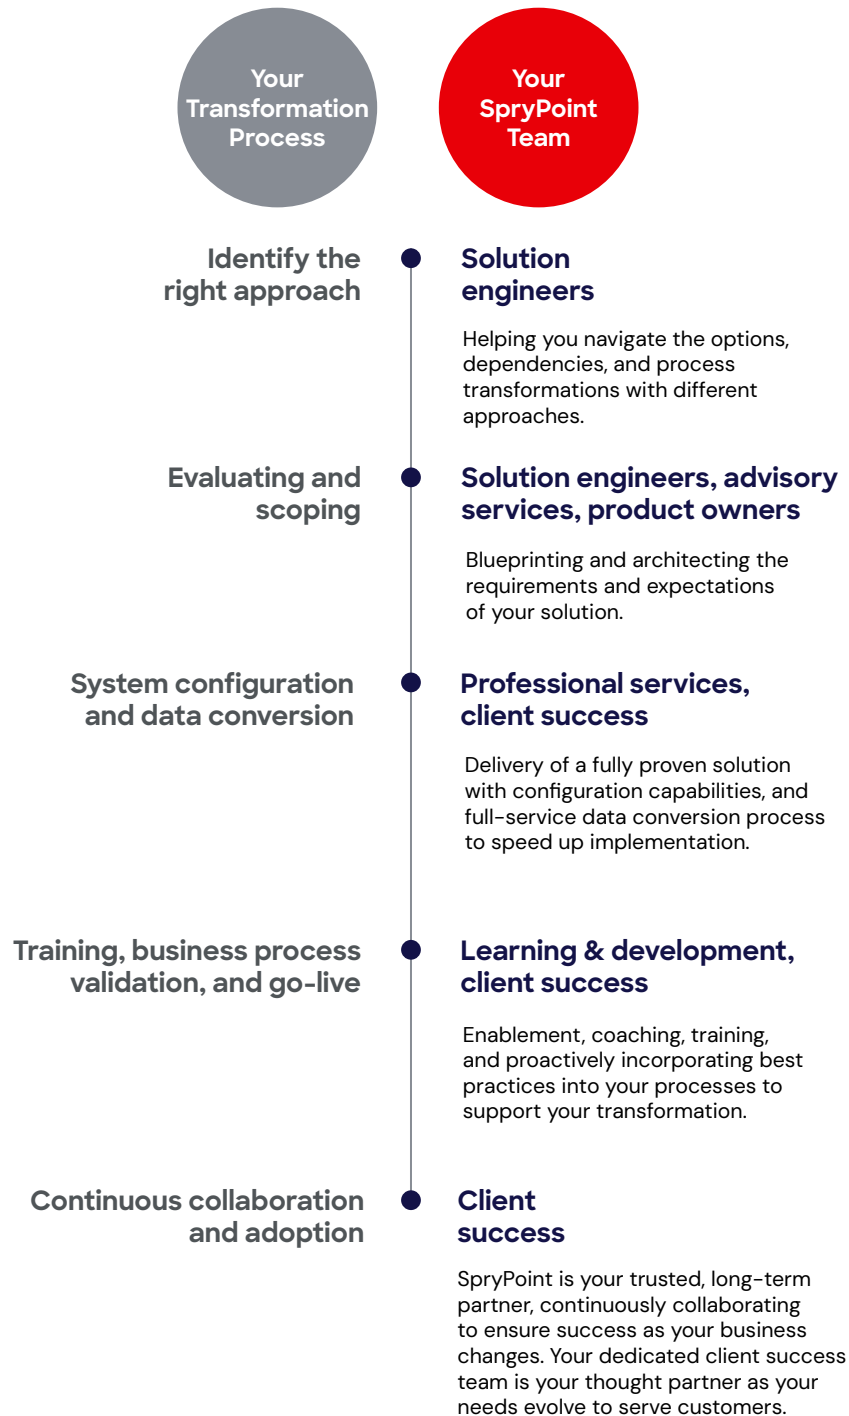 Your
Transformation
Process
Your
SpryPoint
Team
Identify the
right approach
Solution
engineers
Helping you navigate the options,
dependencies, and process
transformations with different
approaches.
Evaluating and
scoping
Solution engineers, advisory
services, product owners
Blueprinting and architecting the
requirements and expectations
of your solution.
System configuration
and data conversion
Professional services,
client success
Delivery of a fully proven solution
with configuration capabilities, and
full-service data conversion process
to speed up implementation.
Training, business process
validation, and go-live
Learning & development,
client success
Enablement, coaching, training,
and proactively incorporating best
practices into your processes to
support your transformation.
Continuous collaboration
and adoption
Client
success
SpryPoint is your trusted, long-term
partner, continuously collaborating
to ensure success as your business
changes. Your dedicated client success
team is your thought partner as your
needs evolve to serve customers.